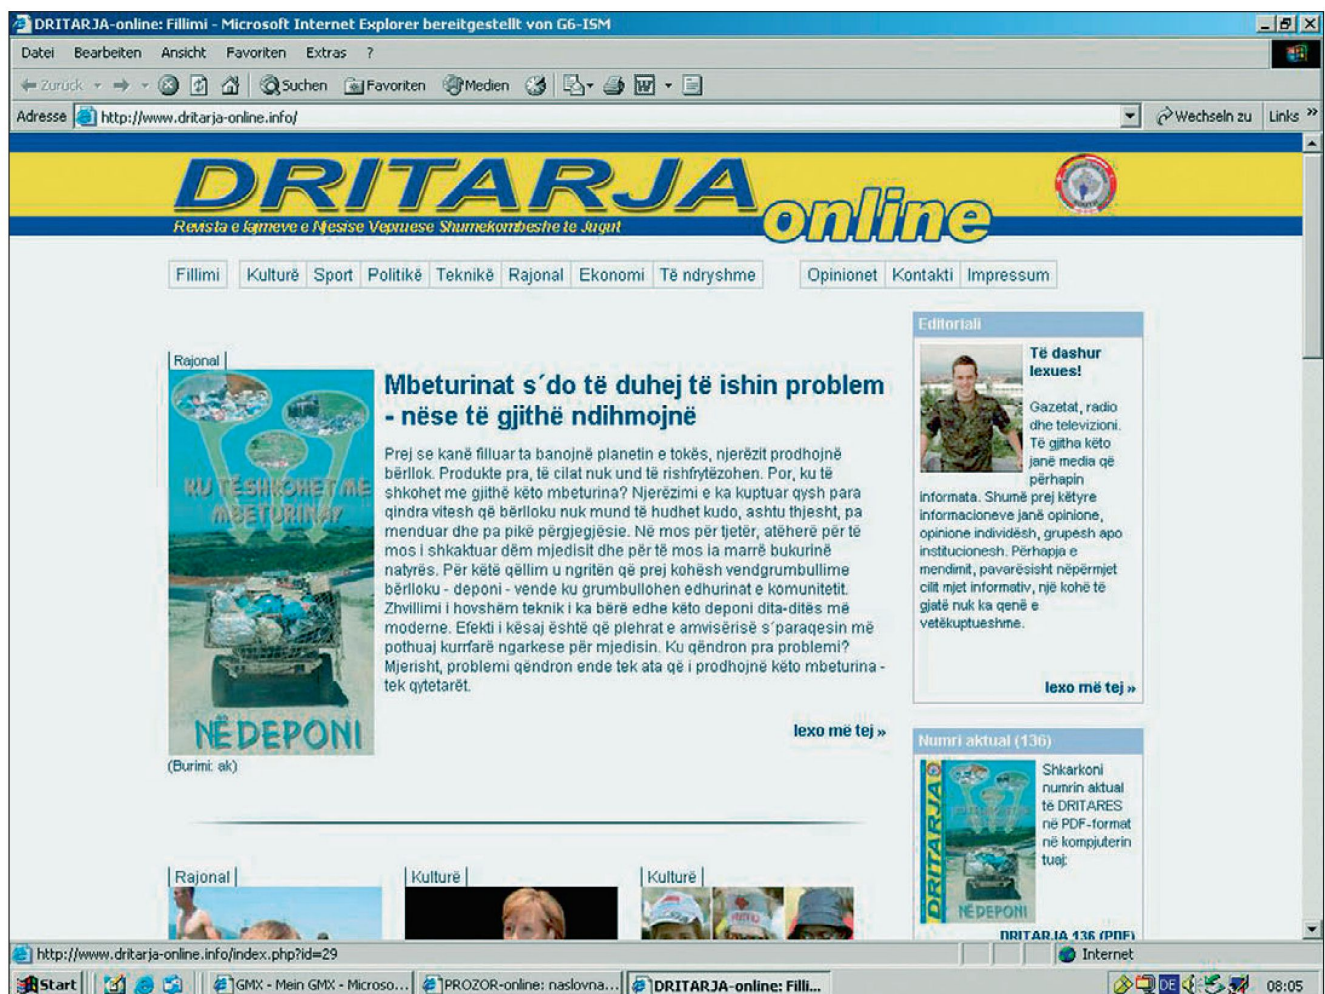 DRITARJA-online: Fillimi - Microsoft Internet Explorer bereitgestellt von G6-ISM
Datei Bearbeiten Ansicht Favoriten Extras ?
Zurück Suchen Favoriten Medien
Adresse http://www.dritarja-online.info/ Wechseln zu Links »
DRITARJA
online
Revista e lajmeve e Njesise Vepruese Shumekombeshe te Jugut
Fillimi Kulturë Sport Politikë Teknikë Rajonal Ekonomi Të ndryshme Opinionet Kontakti Impressum
Rajonal
KU TË SHKOHET ME
MBETURINA?
NË DEPONI
(Burimi: ak)
Mbeturinat s´do të duhej të ishin problem
- nëse të gjithë ndihmojnë
Prej se kanë filluar ta banojnë planetin e tokës, njerëzit prodhojnë
bërllok. Produkte pra, të cilat nuk und të rishfrytëzohen. Por, ku të
shkohet me gjithë këto mbeturina? Njerëzimi e ka kuptuar qysh para
qindra vitesh që bërlloku nuk mund të hudhet kudo, ashtu thjesht, pa
menduar dhe pa pikë përgjegjësie. Në mos për tjetër, atëherë për të
mos i shkaktuar dëm mjedisit dhe për të mos ia marrë bukurinë
natyrës. Për këtë qëllim u ngritën që prej kohësh vendgrumbullime
bërlloku - deponi - vende ku grumbullohen edhurinat e komunitetit.
Zhvillimi i hovshëm teknik i ka bërë edhe këto deponi dita-ditës më
moderne. Efekti i kësaj është që plehrat e amvisërisë s´paraqesin më
pothuaj kurrfarë ngarkese për mjedisin. Ku qëndron pra problemi?
Mjerisht, problemi qëndron ende tek ata që i prodhojnë këto mbeturina -
tek qytetarët.
lexo më tej »
Editoriali
Të dashur
lexues!
Gazetat, radio
dhe televizioni.
Të gjitha këto
janë media që
përhapin
informata. Shumë prej këtyre
informacioneve janë opinione,
opinione individësh, grupesh apo
institucionesh. Përhapja e
mendimit, pavarësisht nëpërmjet
cilit mjet informativ, një kohë të
gjatë nuk ka qenë e
vetëkuptueshme.
lexo më tej »
Numri aktual (136)
DRITARJA
NË DEPONI
Shkarkoni
numrin aktual
të DRITARES
në PDF-format
në kompjuterin
tuaj:
DRITARJA 136 (PDF)
Rajonal Kulturë Kulturë
http://www.dritarja-online.info/index.php?id=29 Internet
Start GMX - Mein GMX - Microso... PROZOR-online: naslovna... DRITARJA-online: Filli... DE 08:05